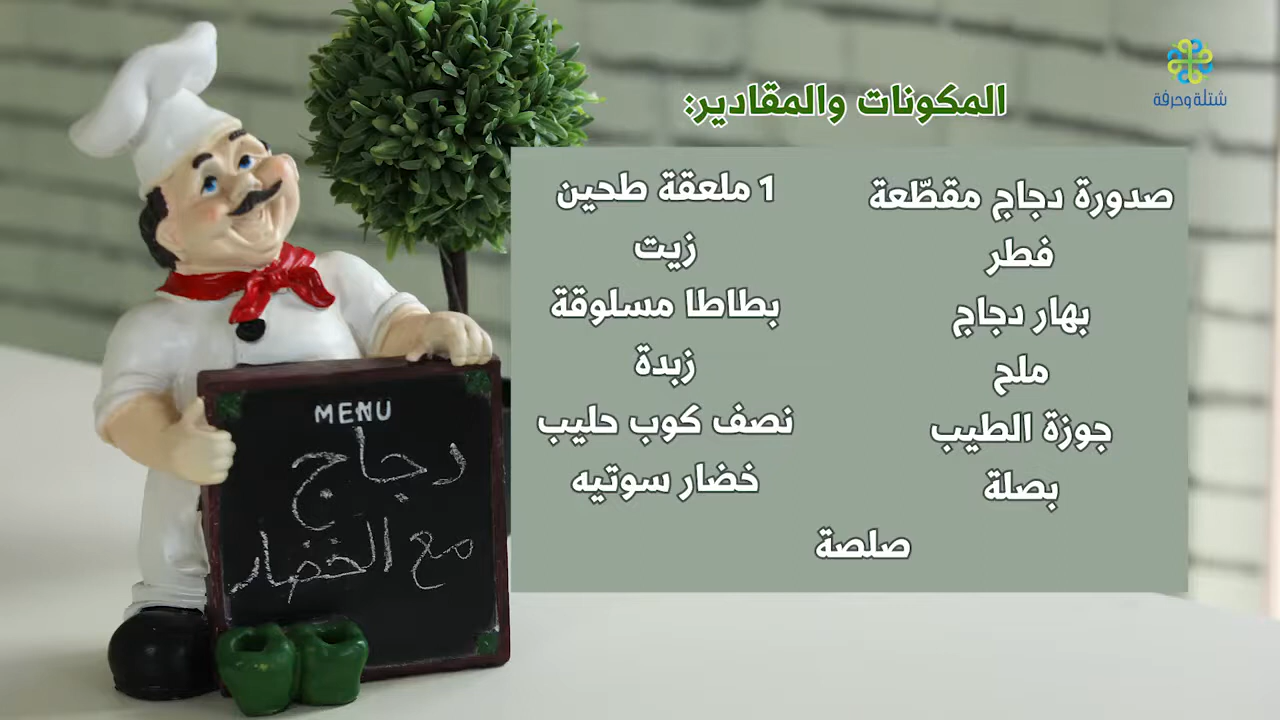 شتلة وحرفة
المكونات والمقادير:
صدورة دجاج مقطّعة
فطر
بهار دجاج
ملح
جوزة الطيب
بصلة
1 ملعقة طحين
زيت
بطاطا مسلوقة
زبدة
نصف كوب حليب
خضار سوتيه
صلصة
MENU
دجاج
مع الخضار